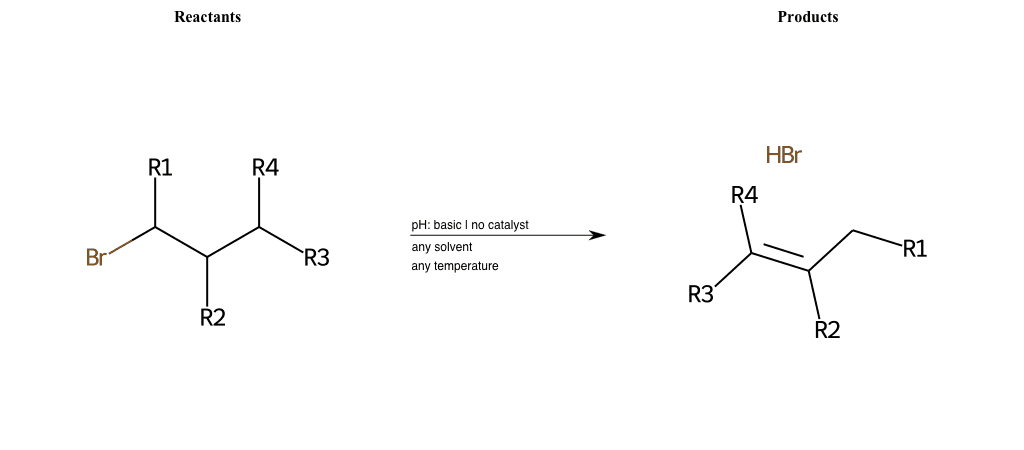 Reactants
Products
R1
R4
Br
R3
R2
pH: basic | no catalyst
any solvent
any temperature
HBr
R4
R1
R3
R2